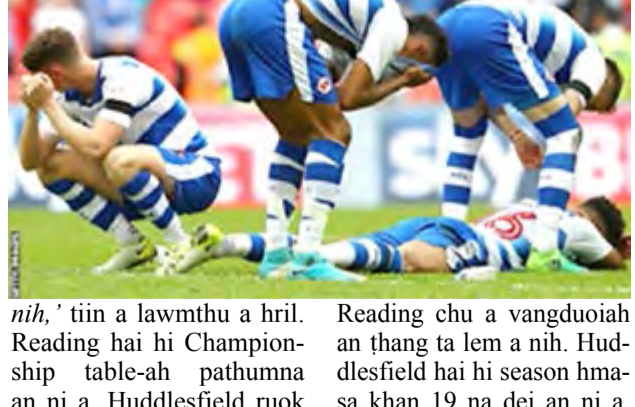 nih,' tiin a lawmthu a hril.
Reading hai hi Champion-
ship table-ah pathumna
an ni a, Huddlesfield ruok
Reading chu a vangduoiah
an ṭhang ta lem a nih. Hud-
dlesfield hai hi season hma-
sa khan 19 na dei an ni a,